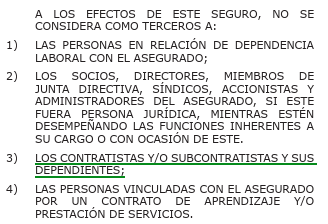 A LOS EFECTOS DE ESTE SEGURO, NO SE
CONSIDERA COMO TERCEROS A:
1) LAS PERSONAS EN RELACIÓN DE DEPENDENCIA
LABORAL CON EL ASEGURADO;
2) LOS SOCIOS, DIRECTORES, MIEMBROS DE
JUNTA DIRECTIVA, SÍNDICOS, ACCIONISTAS Y
ADMINISTRADORES DEL ASEGURADO, SI ESTE
FUERA PERSONA JURÍDICA, MIENTRAS ESTÉN
DESEMPEÑANDO LAS FUNCIONES INHERENTES A
SU CARGO O CON OCASIÓN DE ESTE.
3) LOS CONTRATISTAS Y/O SUBCONTRATISTAS Y SUS
DEPENDIENTES;
4) LAS PERSONAS VINCULADAS CON EL ASEGURADO
POR UN CONTRATO DE APRENDIZAJE Y/O
PRESTACIÓN DE SERVICIOS.